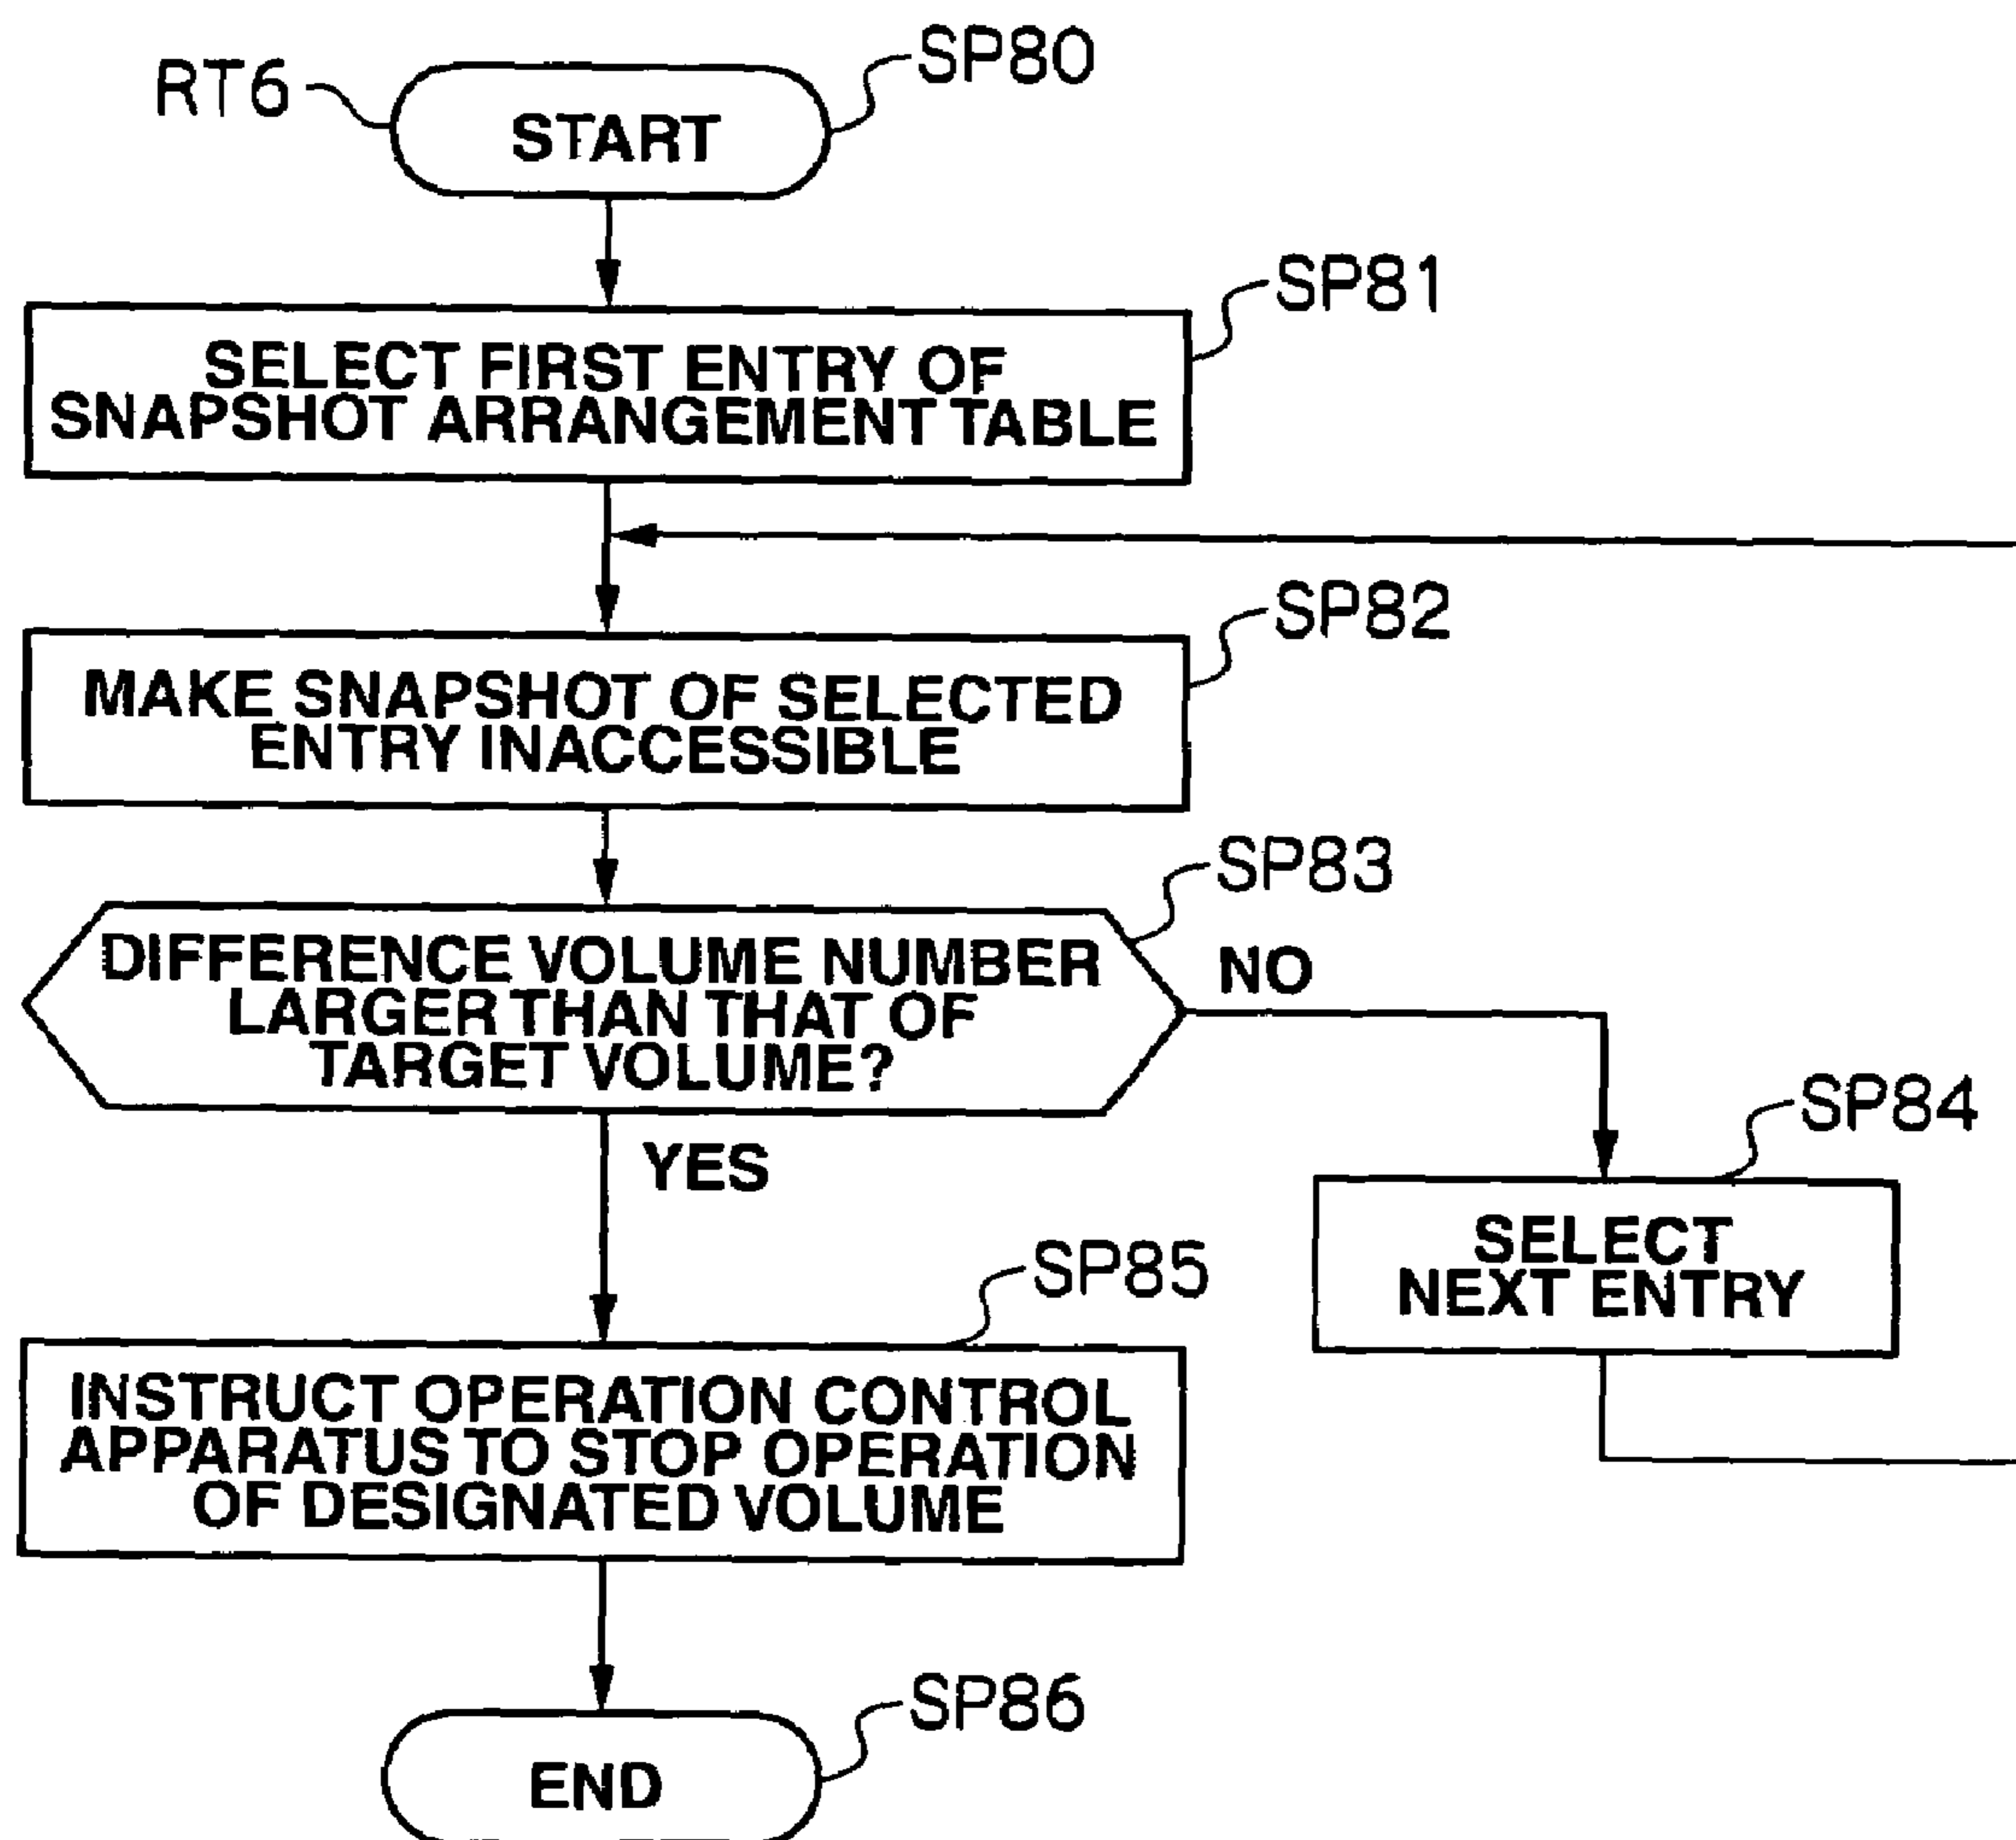 RT6
SP80
START
SP81
SELECT FIRST ENTRY OF
SNAPSHOT ARRANGEMENT TABLE
SP82
MAKE SNAPSHOT OF SELECTED
ENTRY INACCESSIBLE
SP83
DIFFERENCE VOLUME NUMBER
LARGER THAN THAT OF
TARGET VOLUME?
NO
YES
SP84
SELECT
NEXT ENTRY
SP85
INSTRUCT OPERATION CONTROL
APPARATUS TO STOP OPERATION
OF DESIGNATED VOLUME
SP86
END